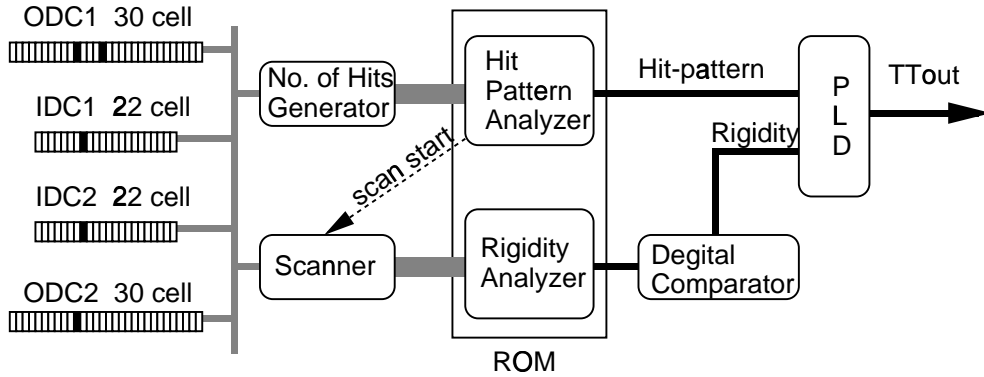 ODC1 30 cell
IDC1 22 cell
IDC2 22 cell
ODC2 30 cell
No. of Hits
Generator
Scanner
scan start
Hit
Pattern
Analyzer
Rigidity
Analyzer
ROM
Hit-pattern
Rigidity
Degital
Comparator
P
L
D
TTout